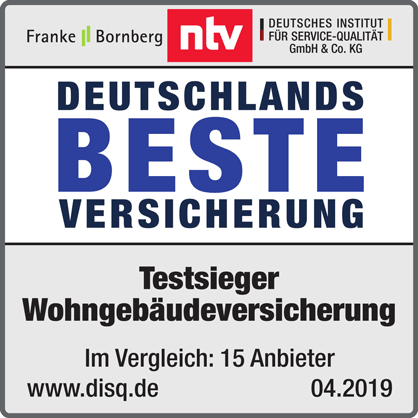 Franke Bornberg
ntv
DEUTSCHES INSTITUT
FÜR SERVICE-QUALITÄT
GmbH & Co. KG
DEUTSCHLANDS
BESTE
VERSICHERUNG
Testsieger
Wohngebäudeversicherung
Im Vergleich: 15 Anbieter
www.disq.de 04.2019